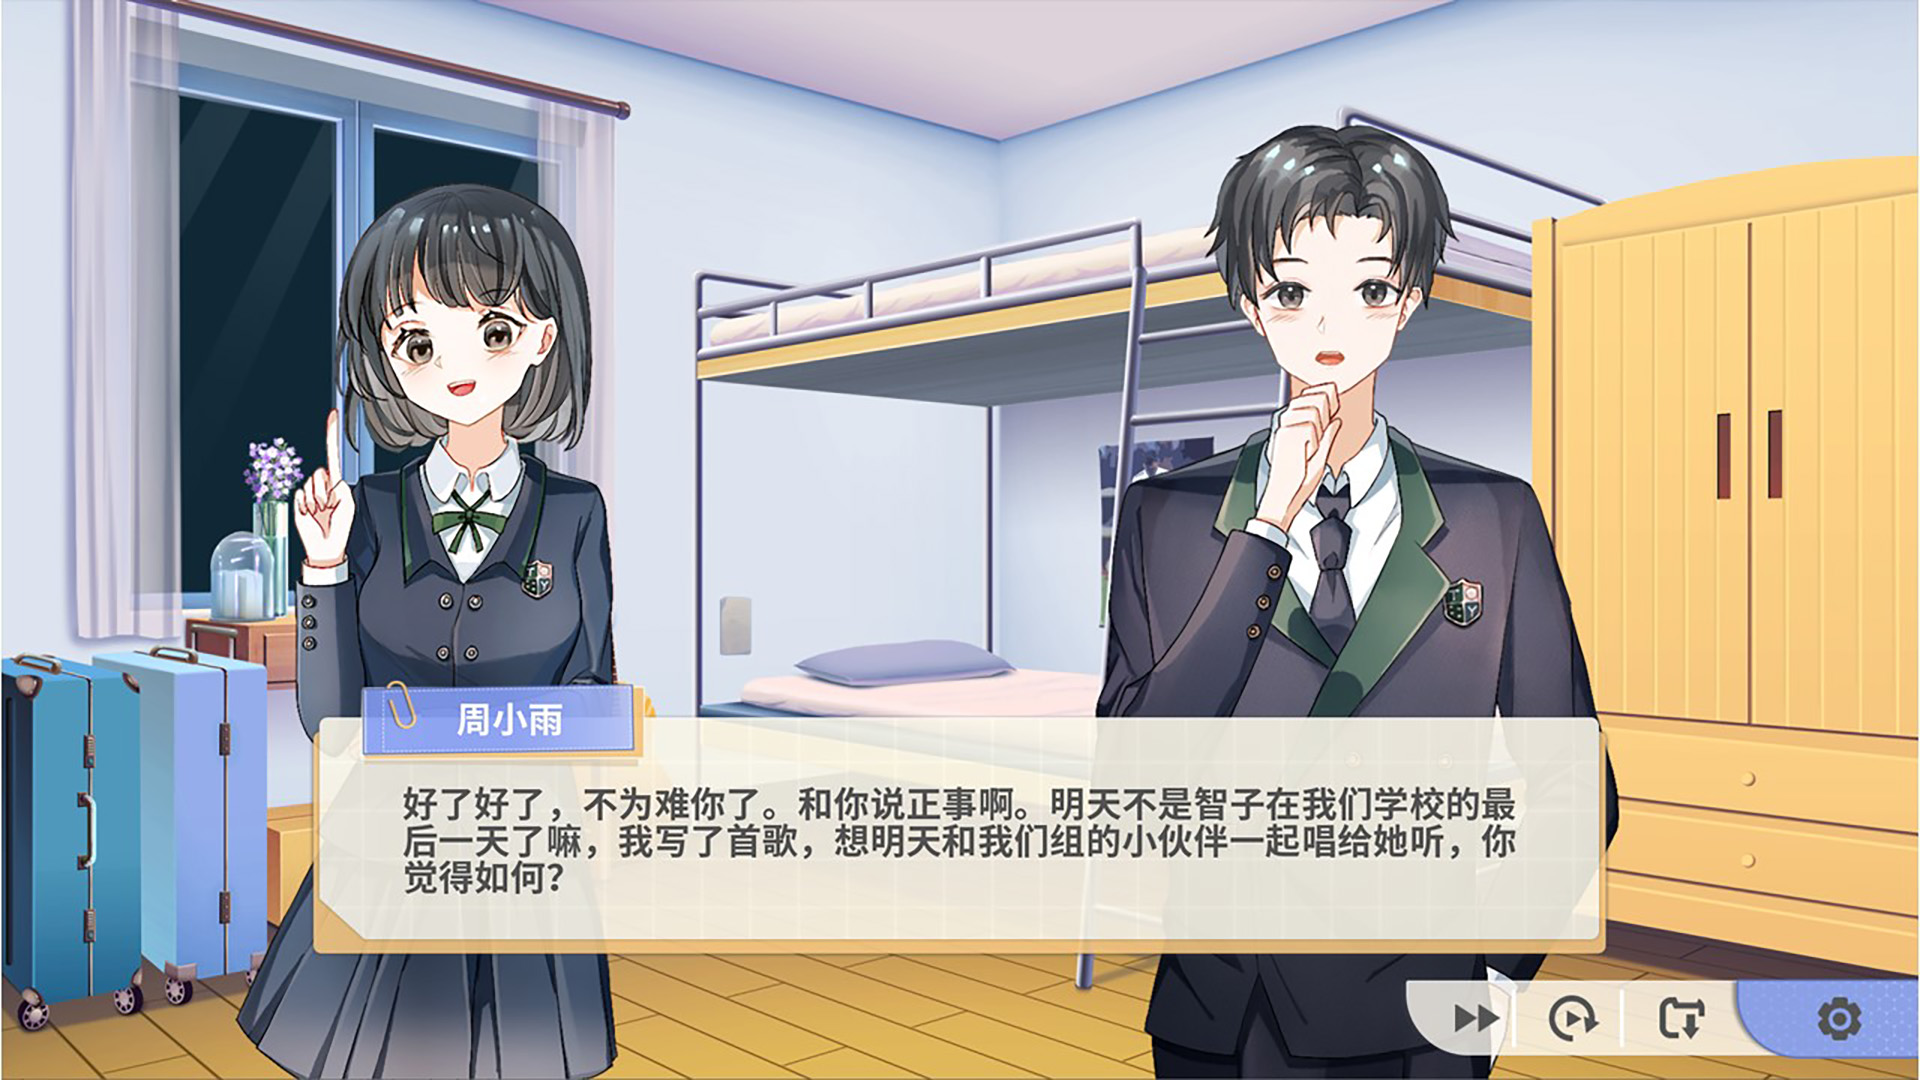 周小雨
好了好了，不为难你了。和你说正事啊。明天不是智子在我们学校的最
后一天了嘛，我写了首歌，想明天和我们组的小伙伴一起唱给她听，你
觉得如何？